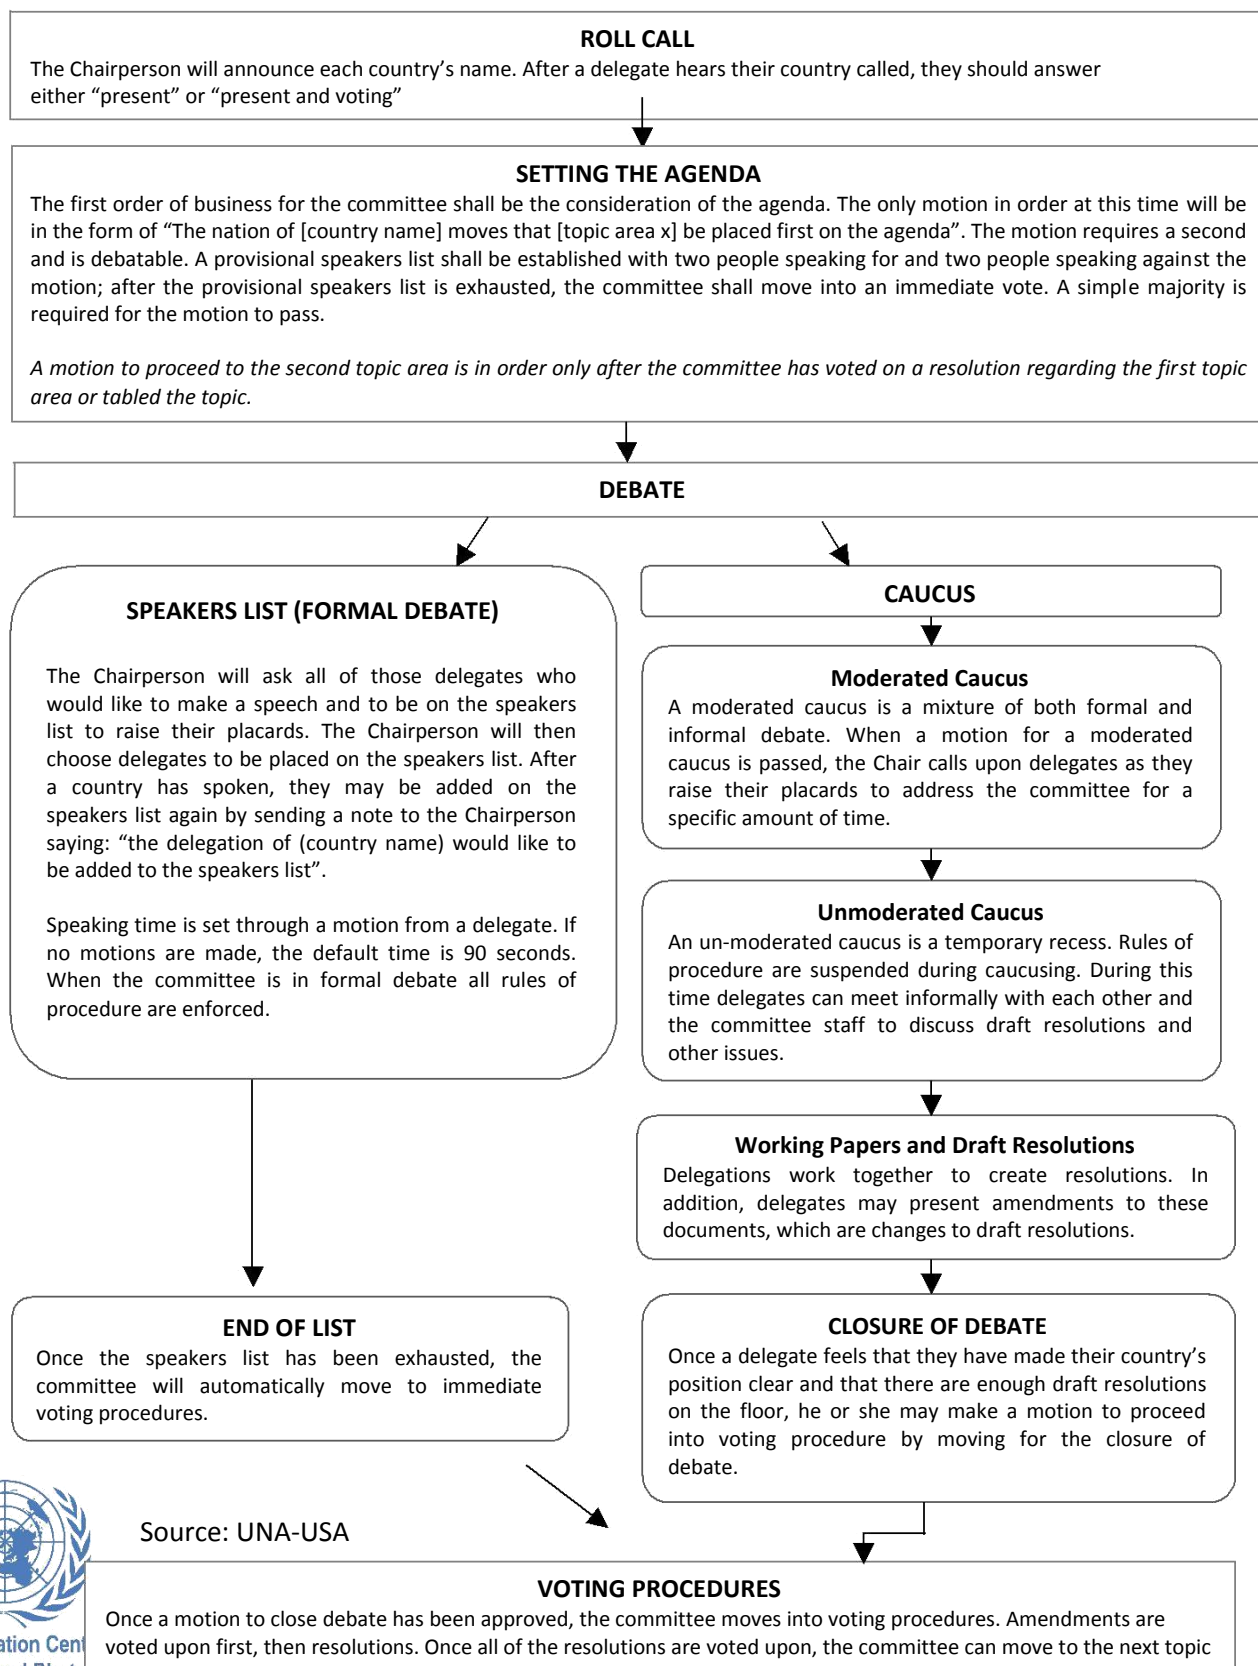 ROLL CALL
The Chairperson will announce each country’s name. After a delegate hears their country called, they should answer
either “present” or “present and voting”
SETTING THE AGENDA
The first order of business for the committee shall be the consideration of the agenda. The only motion in order at this time will be
in the form of “The nation of [country name] moves that [topic area x] be placed first on the agenda”. The motion requires a second
and is debatable. A provisional speakers list shall be established with two people speaking for and two people speaking against the
motion; after the provisional speakers list is exhausted, the committee shall move into an immediate vote. A simple majority is
required for the motion to pass.
A motion to proceed to the second topic area is in order only after the committee has voted on a resolution regarding the first topic
area or tabled the topic.
DEBATE
SPEAKERS LIST (FORMAL DEBATE)
The Chairperson will ask all of those delegates who
would like to make a speech and to be on the speakers
list to raise their placards. The Chairperson will then
choose delegates to be placed on the speakers list. After
a country has spoken, they may be added on the
speakers list again by sending a note to the Chairperson
saying: “the delegation of (country name) would like to
be added to the speakers list”.
Speaking time is set through a motion from a delegate. If
no motions are made, the default time is 90 seconds.
When the committee is in formal debate all rules of
procedure are enforced.
END OF LIST
Once the speakers list has been exhausted, the
committee will automatically move to immediate
voting procedures.
CAUCUS
Moderated Caucus
A moderated caucus is a mixture of both formal and
informal debate. When a motion for a moderated
caucus is passed, the Chair calls upon delegates as they
raise their placards to address the committee for a
specific amount of time.
Unmoderated Caucus
An un-moderated caucus is a temporary recess. Rules of
procedure are suspended during caucusing. During this
time delegates can meet informally with each other and
the committee staff to discuss draft resolutions and
other issues.
Working Papers and Draft Resolutions
Delegations work together to create resolutions. In
addition, delegates may present amendments to these
documents, which are changes to draft resolutions.
CLOSURE OF DEBATE
Once a delegate feels that they have made their country’s
position clear and that there are enough draft resolutions
on the floor, he or she may make a motion to proceed
into voting procedure by moving for the closure of
debate.
Source: UNA-USA
VOTING PROCEDURES
Once a motion to close debate has been approved, the committee moves into voting procedures. Amendments are
voted upon first, then resolutions. Once all of the resolutions are voted upon, the committee can move to the next topic